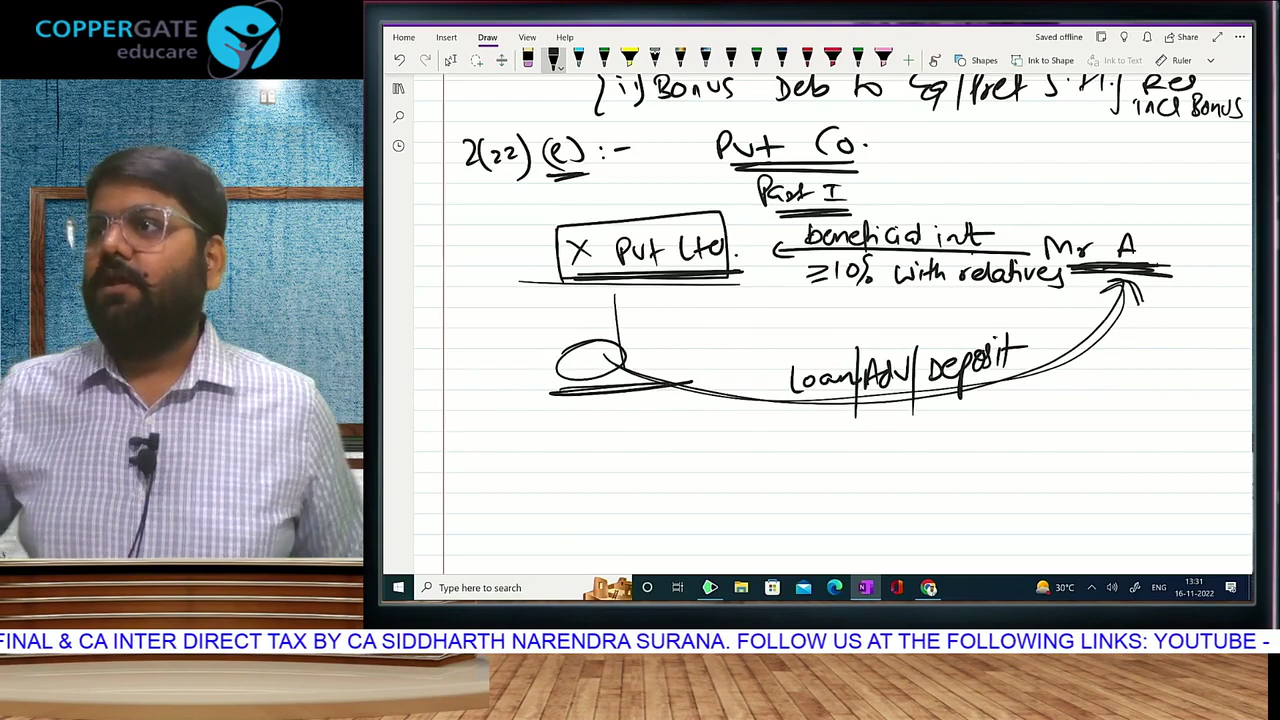 COPPERGATE
educare
Home Insert Draw View Help
Saved offline
Share
Shapes
Ink to Shape
Ink to Text
Ruler
ii) Bonus Deb to Eq/Pref S.H.
incl Bonus
2(22) (e) :- Pvt Co.
Part I
X Pvt Ltd.
beneficial int
Mr A
≥10% with relatives
Loan/Adv/Deposit
Type here to search
30°C
ENG
13:31
16-11-2022
FINAL & CA INTER DIRECT TAX BY CA SIDDHARTH NARENDRA SURANA. FOLLOW US AT THE FOLLOWING LINKS: YOUTUBE -